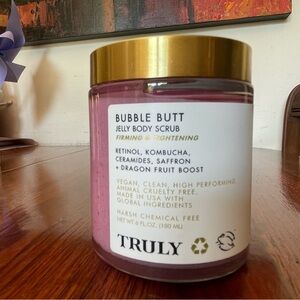 BUBBLE BUTT
JELLY BODY SCRUB
FIRMING & TIGHTENING
RETINOL, KOMBUCHA,
CERAMIDES, SAFFRON
+ DRAGON FRUIT BOOST
VEGAN, CLEAN, HIGH PERFORMING,
ANIMAL CRUELTY FREE,
MADE IN USA WITH
GLOBAL INGREDIENTS
HARSH CHEMICAL FREE
NET WT. 6 FL.OZ. (180 ML)
TRULY